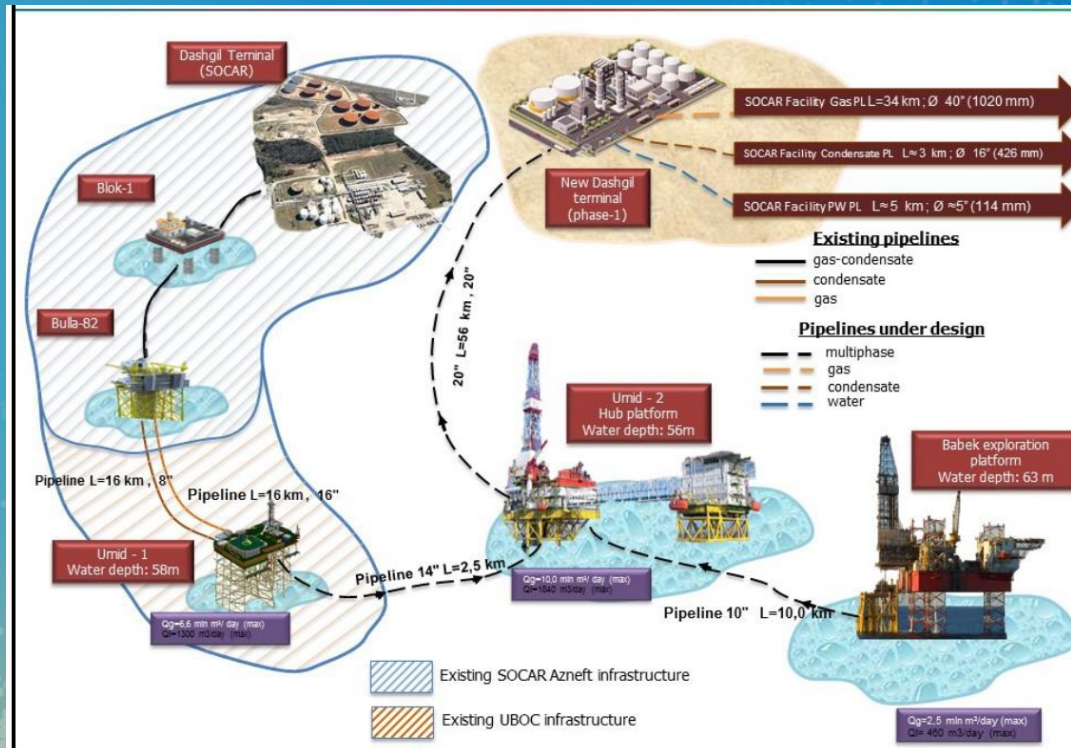 Dashgil Terninal
(SOCAR)
SOCAR Facility Gas PL L=34 km ; Ø 40" (1020 mm)
SOCAR Facility Condensate PL L≈ 3 km ; Ø 16" (426 mm)
SOCAR Facility PW PL L≈ 5 km ; Ø ≈5" (114 mm)
Blok-1
New Dashgil
terminal
(phase-1)
Existing pipelines
gas-condensate
condensate
gas
Bulla-82
Pipelines under design
multiphase
gas
condensate
water
20" L=56 km , 20"
Umid - 2
Hub platform
Water depth: 56m
Babek exploration
platform
Water depth: 63 m
Pipeline L=16 km , 8"
Pipeline L=16 km , 16"
Umid - 1
Water depth: 58m
Pipeline 14" L=2,5 km
Qg=10,0 mln m³/ day (max)
Ql=1840 m3/day (max)
Pipeline 10" L=10,0 km
Qg=6,6 mln m³/ day (max)
Ql=1300 m3/day (max)
Existing SOCAR Azneft infrastructure
Existing UBOC infrastructure
Qg=2,5 mln m³/day (max)
Ql= 460 m3/day (max)